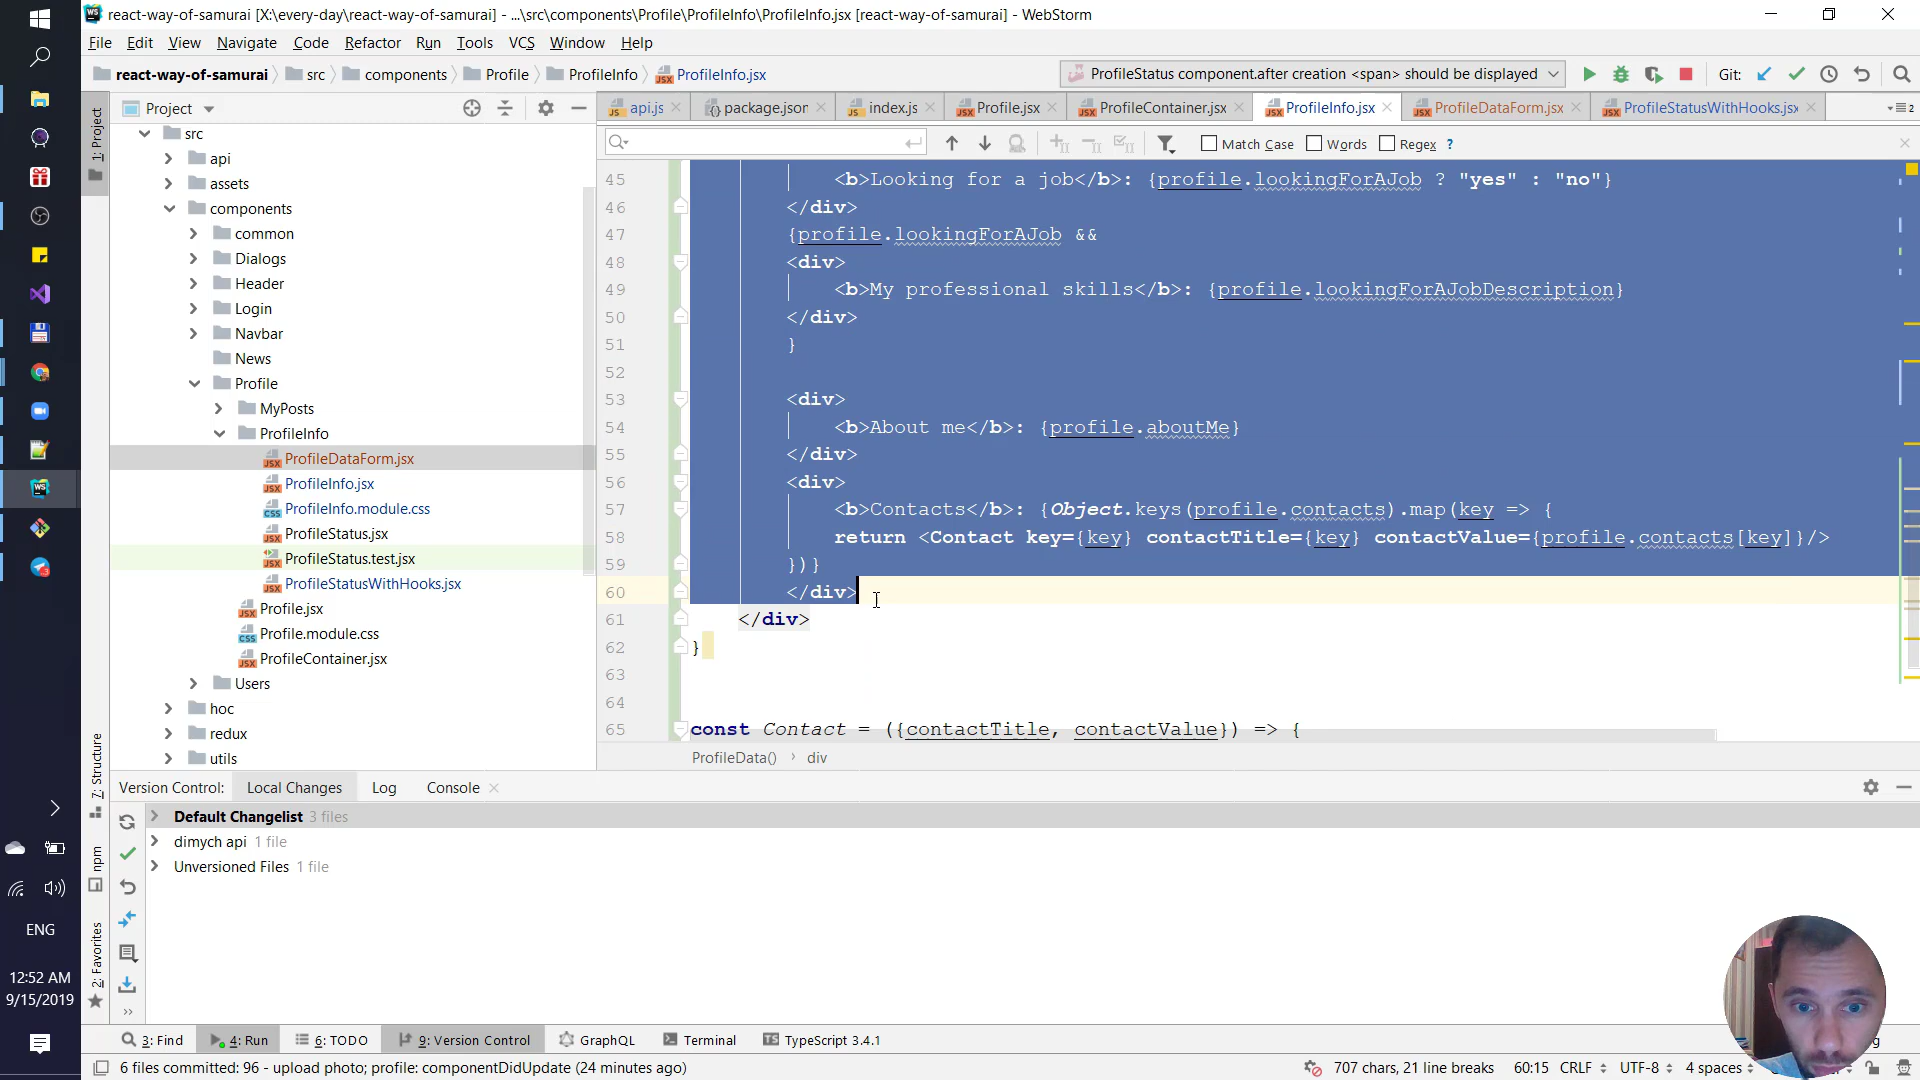 react-way-of-samurai [X:\every-day\react-way-of-samurai] - ...\src\components\Profile\ProfileInfo\ProfileInfo.jsx [react-way-of-samurai] - WebStorm
File Edit View Navigate Code Refactor Run Tools VCS Window Help
react-way-of-samurai src components Profile ProfileInfo ProfileInfo.jsx
ProfileStatus component.after creation <span> should be displayed
Git:
1: Project
Project
api.js package.json index.js Profile.jsx ProfileContainer.jsx ProfileInfo.jsx ProfileDataForm.jsx ProfileStatusWithHooks.jsx
Match Case Words Regex ?
src
api
assets
components
common
Dialogs
Header
Login
Navbar
News
Profile
MyPosts
ProfileInfo
ProfileDataForm.jsx
ProfileInfo.jsx
ProfileInfo.module.css
ProfileStatus.jsx
ProfileStatus.test.jsx
ProfileStatusWithHooks.jsx
Profile.jsx
Profile.module.css
ProfileContainer.jsx
Users
hoc
redux
utils
45 <b>Looking for a job</b>: {profile.lookingForAJob ? "yes" : "no"}
46 </div>
47 {profile.lookingForAJob &&
48 <div>
49 <b>My professional skills</b>: {profile.lookingForAJobDescription}
50 </div>
51 }
52
53 <div>
54 <b>About me</b>: {profile.aboutMe}
55 </div>
56 <div>
57 <b>Contacts</b>: {Object.keys(profile.contacts).map(key => {
58 return <Contact key={key} contactTitle={key} contactValue={profile.contacts[key]}/>
59 })}
60 </div>
61 </div>
62 }
63
64
65 const Contact = ({contactTitle, contactValue}) => {
ProfileData() › div
7: Structure
npm
2: Favorites
Version Control: Local Changes Log Console
Default Changelist 3 files
dimych api 1 file
Unversioned Files 1 file
ENG
12:52 AM
9/15/2019
3: Find 4: Run 6: TODO 9: Version Control GraphQL Terminal TypeScript 3.4.1
6 files committed: 96 - upload photo; profile: componentDidUpdate (24 minutes ago)
707 chars, 21 line breaks 60:15 CRLF UTF-8 4 spaces